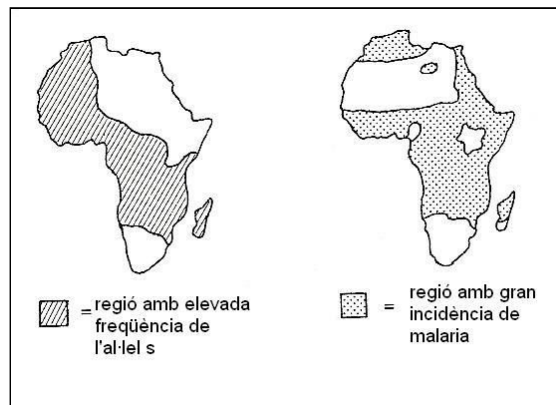 = regió amb elevada
freqüència de
l'al·lel s
= regió amb gran
incidència de
malaria